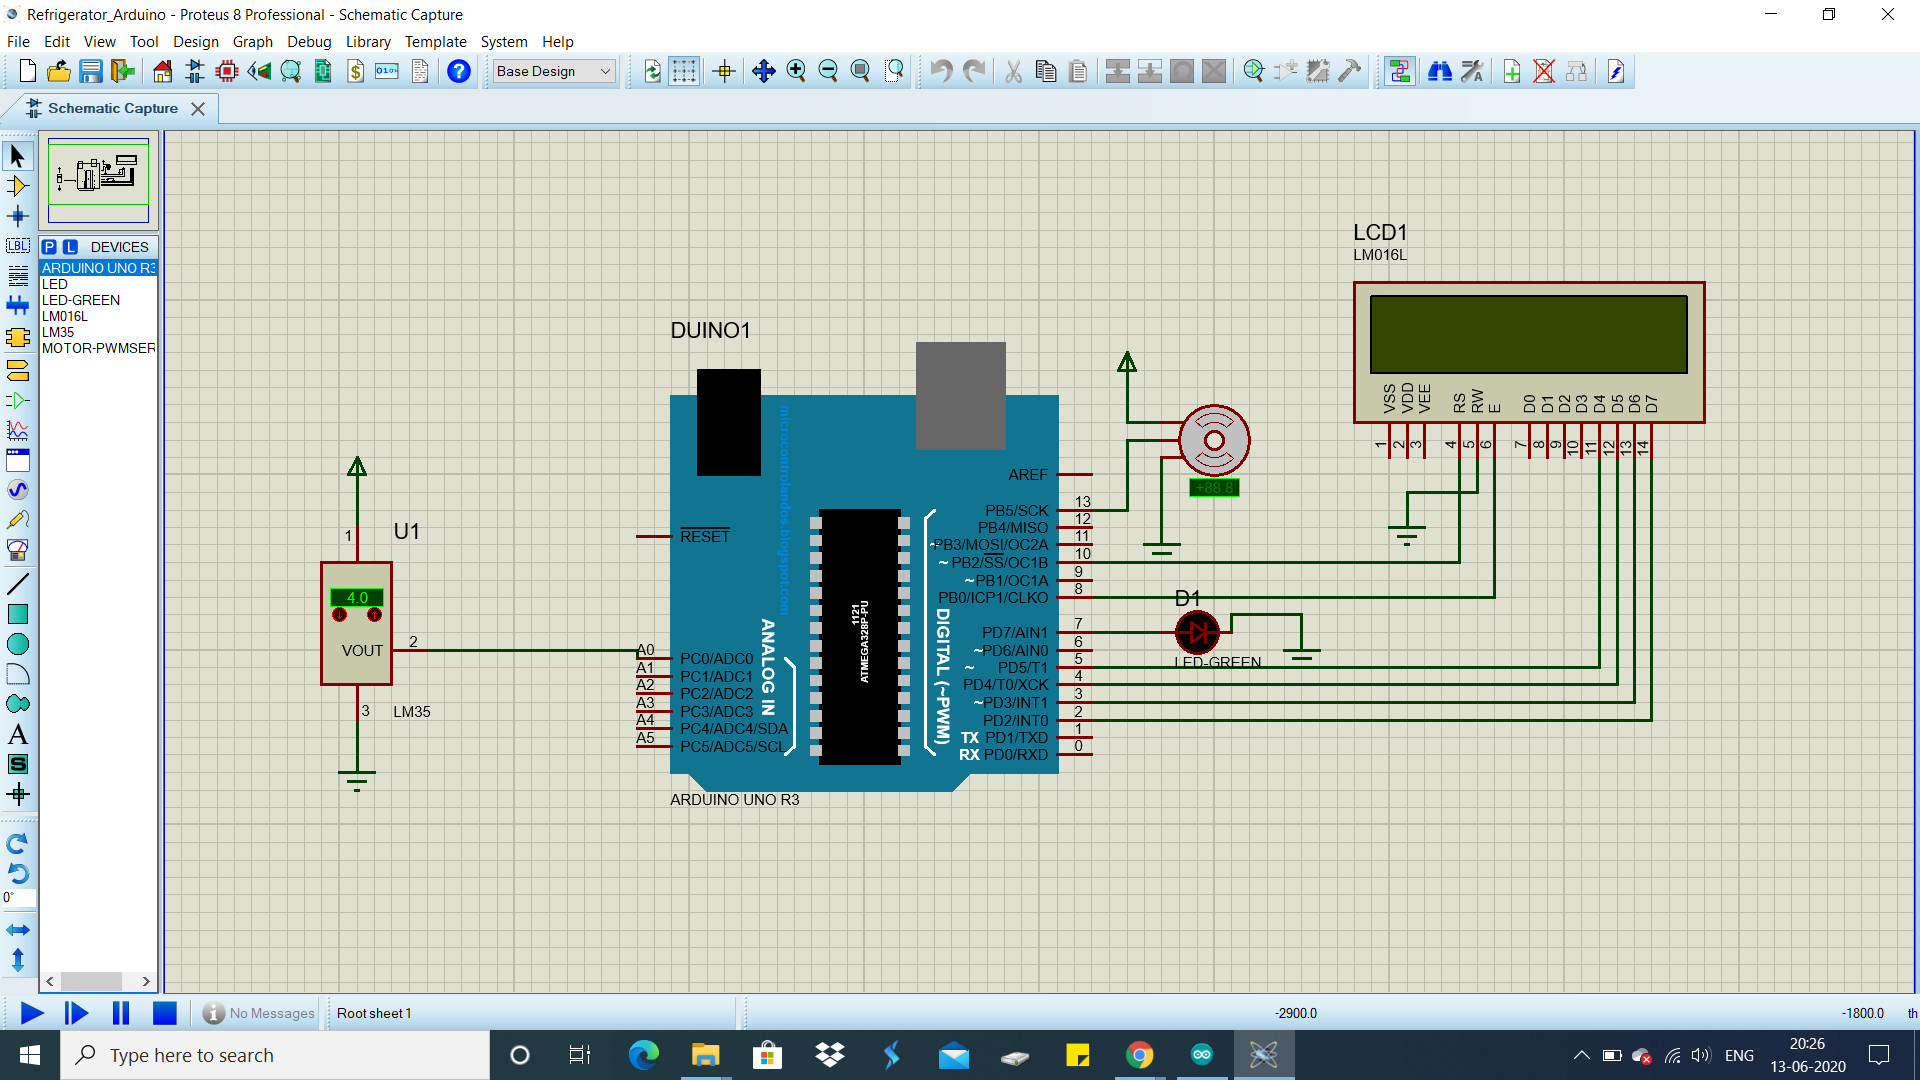 Refrigerator_Arduino - Proteus 8 Professional - Schematic Capture
File Edit View Tool Design Graph Debug Library Template System Help
Base Design
Schematic Capture
P L DEVICES
ARDUINO UNO R3
LED
LED-GREEN
LM016L
LM35
MOTOR-PWMSER
LBL
A
S
0°
LCD1
LM016L
VSS
VDD
VEE
RS
RW
E
D0
D1
D2
D3
D4
D5
D6
D7
1
2
3
4
5
6
7
8
9
10
11
12
13
14
DUINO1
microcontrolandos.blogspot.com
RESET
AREF
13
PB5/SCK
12
PB4/MISO
11
~PB3/MOSI/OC2A
10
~ PB2/SS/OC1B
9
~PB1/OC1A
8
PB0/ICP1/CLKO
7
PD7/AIN1
6
~PD6/AIN0
5
~ PD5/T1
4
PD4/T0/XCK
3
~PD3/INT1
2
PD2/INT0
1
TX PD1/TXD
0
RX PD0/RXD
DIGITAL (~PWM)
ANALOG IN
1121
ATMEGA328P-PU
A0
PC0/ADC0
A1
PC1/ADC1
A2
PC2/ADC2
A3
PC3/ADC3
A4
PC4/ADC4/SDA
A5
PC5/ADC5/SCL
ARDUINO UNO R3
U1
1
4.0
VOUT
2
3
LM35
+88.8
D1
LED-GREEN
No Messages
Root sheet 1
-2900.0
-1800.0
th
Type here to search
ENG
20:26
13-06-2020